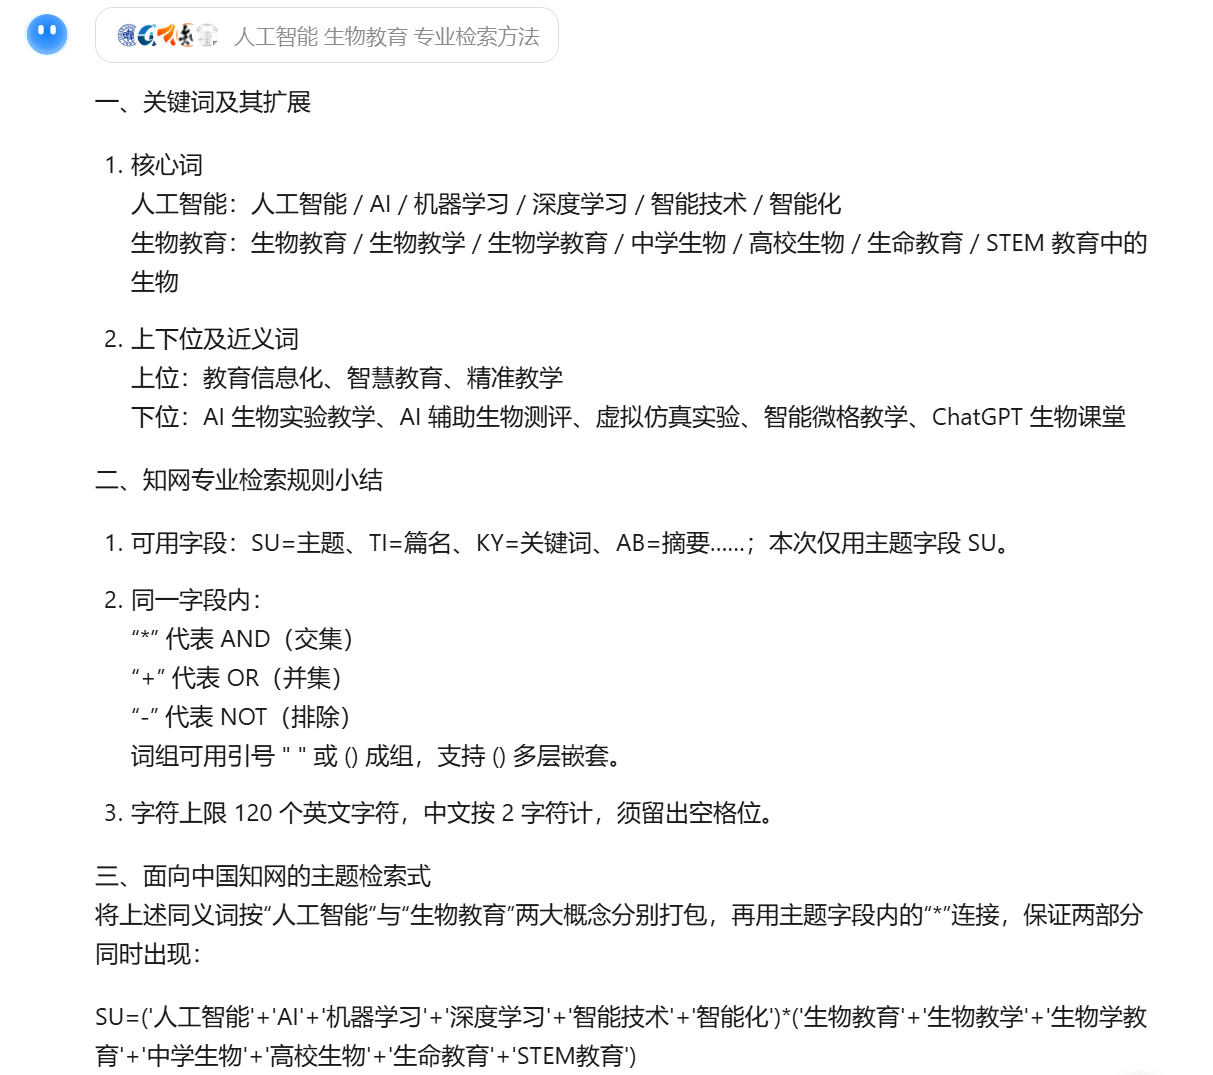 人工智能 生物教育 专业检索方法
一、关键词及其扩展
1. 核心词
人工智能：人工智能 / AI / 机器学习 / 深度学习 / 智能技术 / 智能化
生物教育：生物教育 / 生物教学 / 生物学教育 / 中学生物 / 高校生物 / 生命教育 / STEM 教育中的
生物
2. 上下位及近义词
上位：教育信息化、智慧教育、精准教学
下位：AI 生物实验教学、AI 辅助生物测评、虚拟仿真实验、智能微格教学、ChatGPT 生物课堂
二、知网专业检索规则小结
1. 可用字段：SU=主题、TI=篇名、KY=关键词、AB=摘要……；本次仅用主题字段 SU。
2. 同一字段内：
“*” 代表 AND（交集）
“+” 代表 OR（并集）
“-” 代表 NOT（排除）
词组可用引号 " " 或 () 成组，支持 () 多层嵌套。
3. 字符上限 120 个英文字符，中文按 2 字符计，须留出空格位。
三、面向中国知网的主题检索式
将上述同义词按“人工智能”与“生物教育”两大概念分别打包，再用主题字段内的“*”连接，保证两部分
同时出现：
SU=('人工智能'+'AI'+'机器学习'+'深度学习'+'智能技术'+'智能化')*('生物教育'+'生物教学'+'生物学教
育'+'中学生物'+'高校生物'+'生命教育'+'STEM教育')